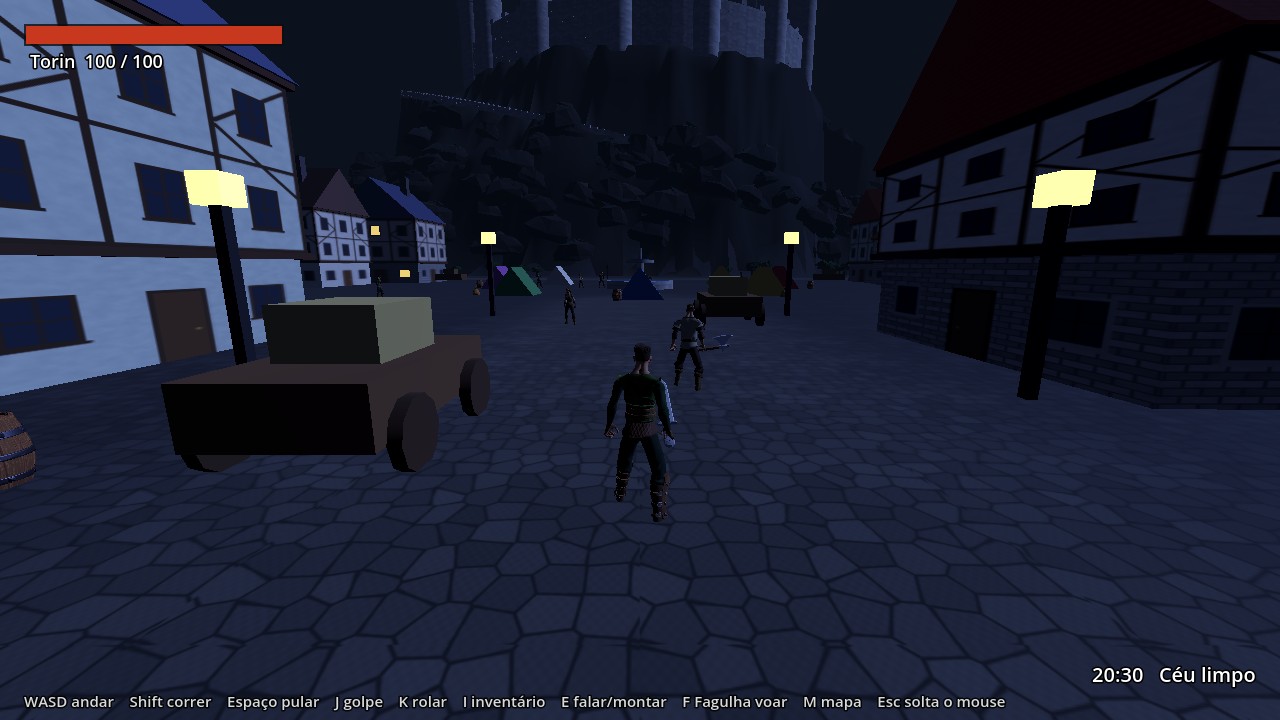 Torin 100 / 100
20:30 Céu limpo
WASD andar Shift correr Espaço pular J golpe K rolar I inventário E falar/montar F Fagulha voar M mapa Esc solta o mouse